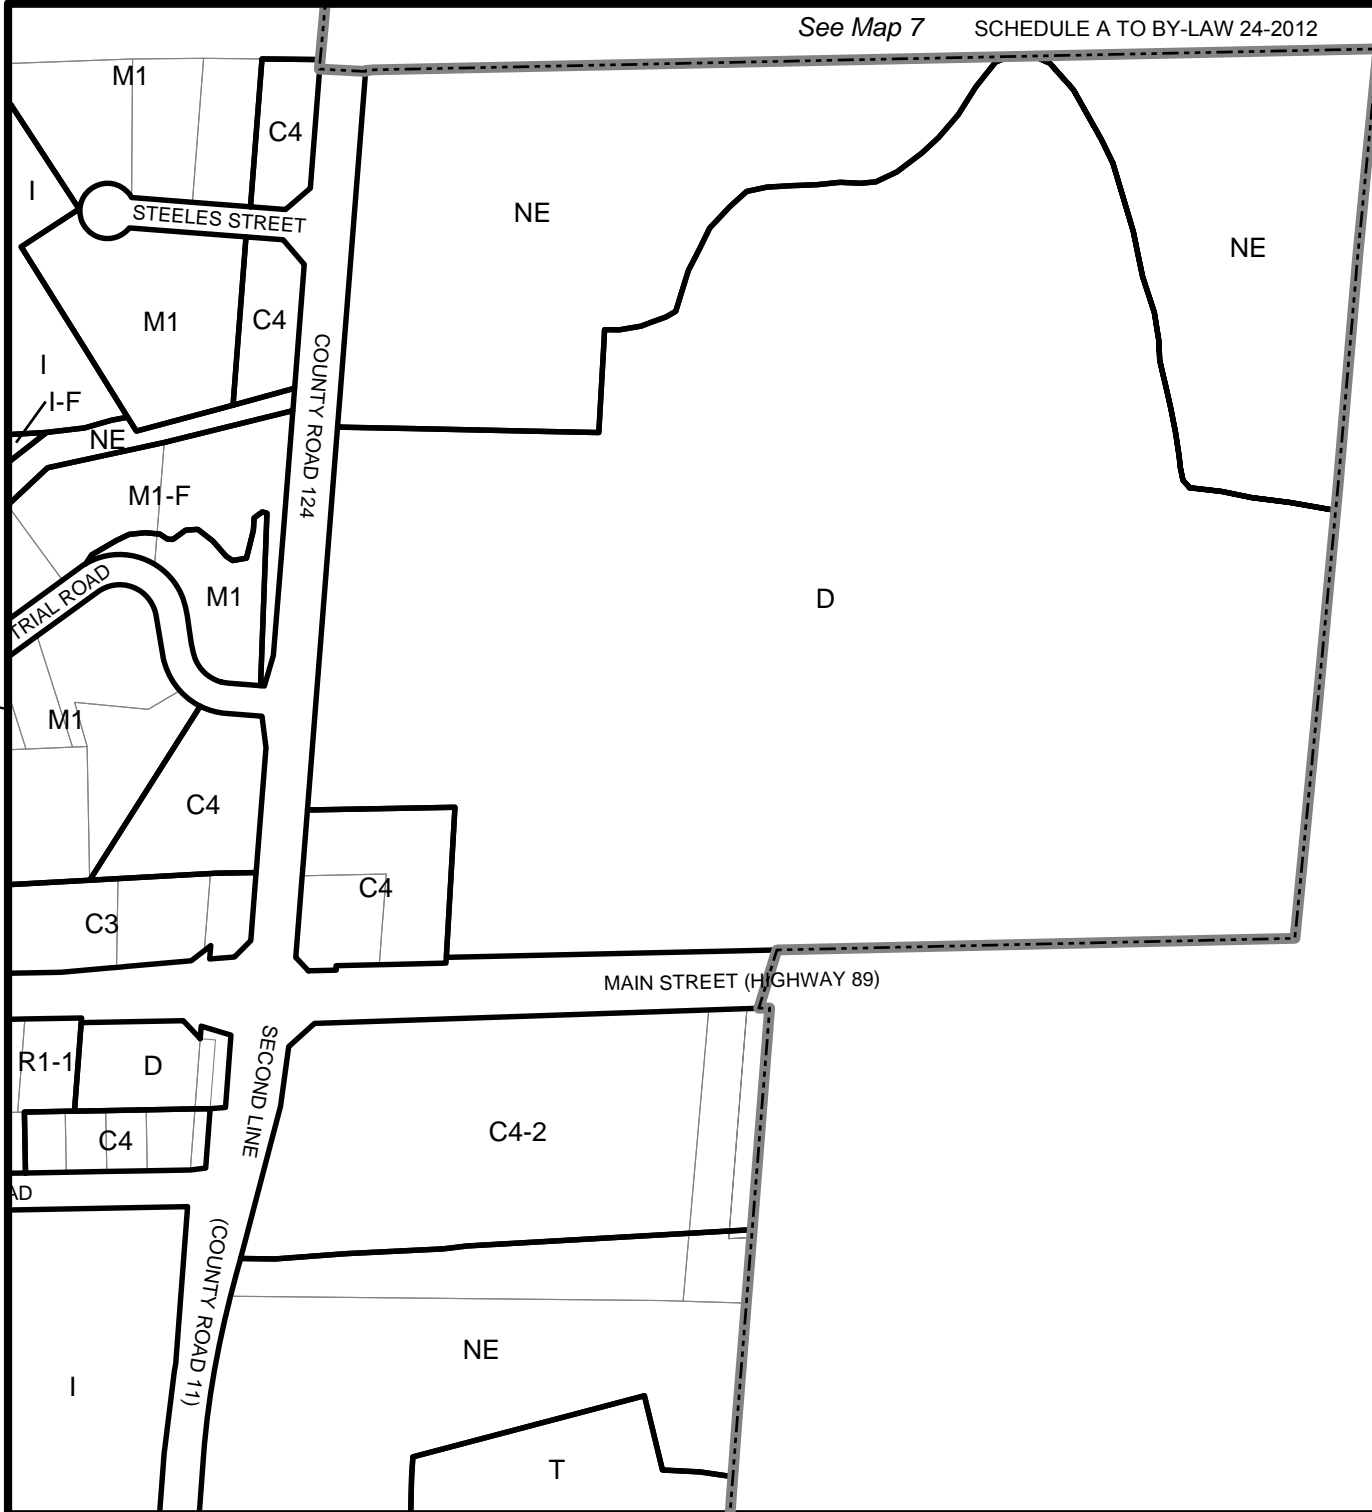 See Map 7 SCHEDULE A TO BY-LAW 24-2012
M1
C4
I
STEELES STREET
NE
NE
M1
C4
I
COUNTY ROAD 124
I-F
NE
M1-F
TRIAL ROAD
M1
D
M1
C4
C4
C3
MAIN STREET (HIGHWAY 89)
R1-1
D
SECOND LINE
C4
C4-2
AD
(COUNTY ROAD 11)
NE
I
T